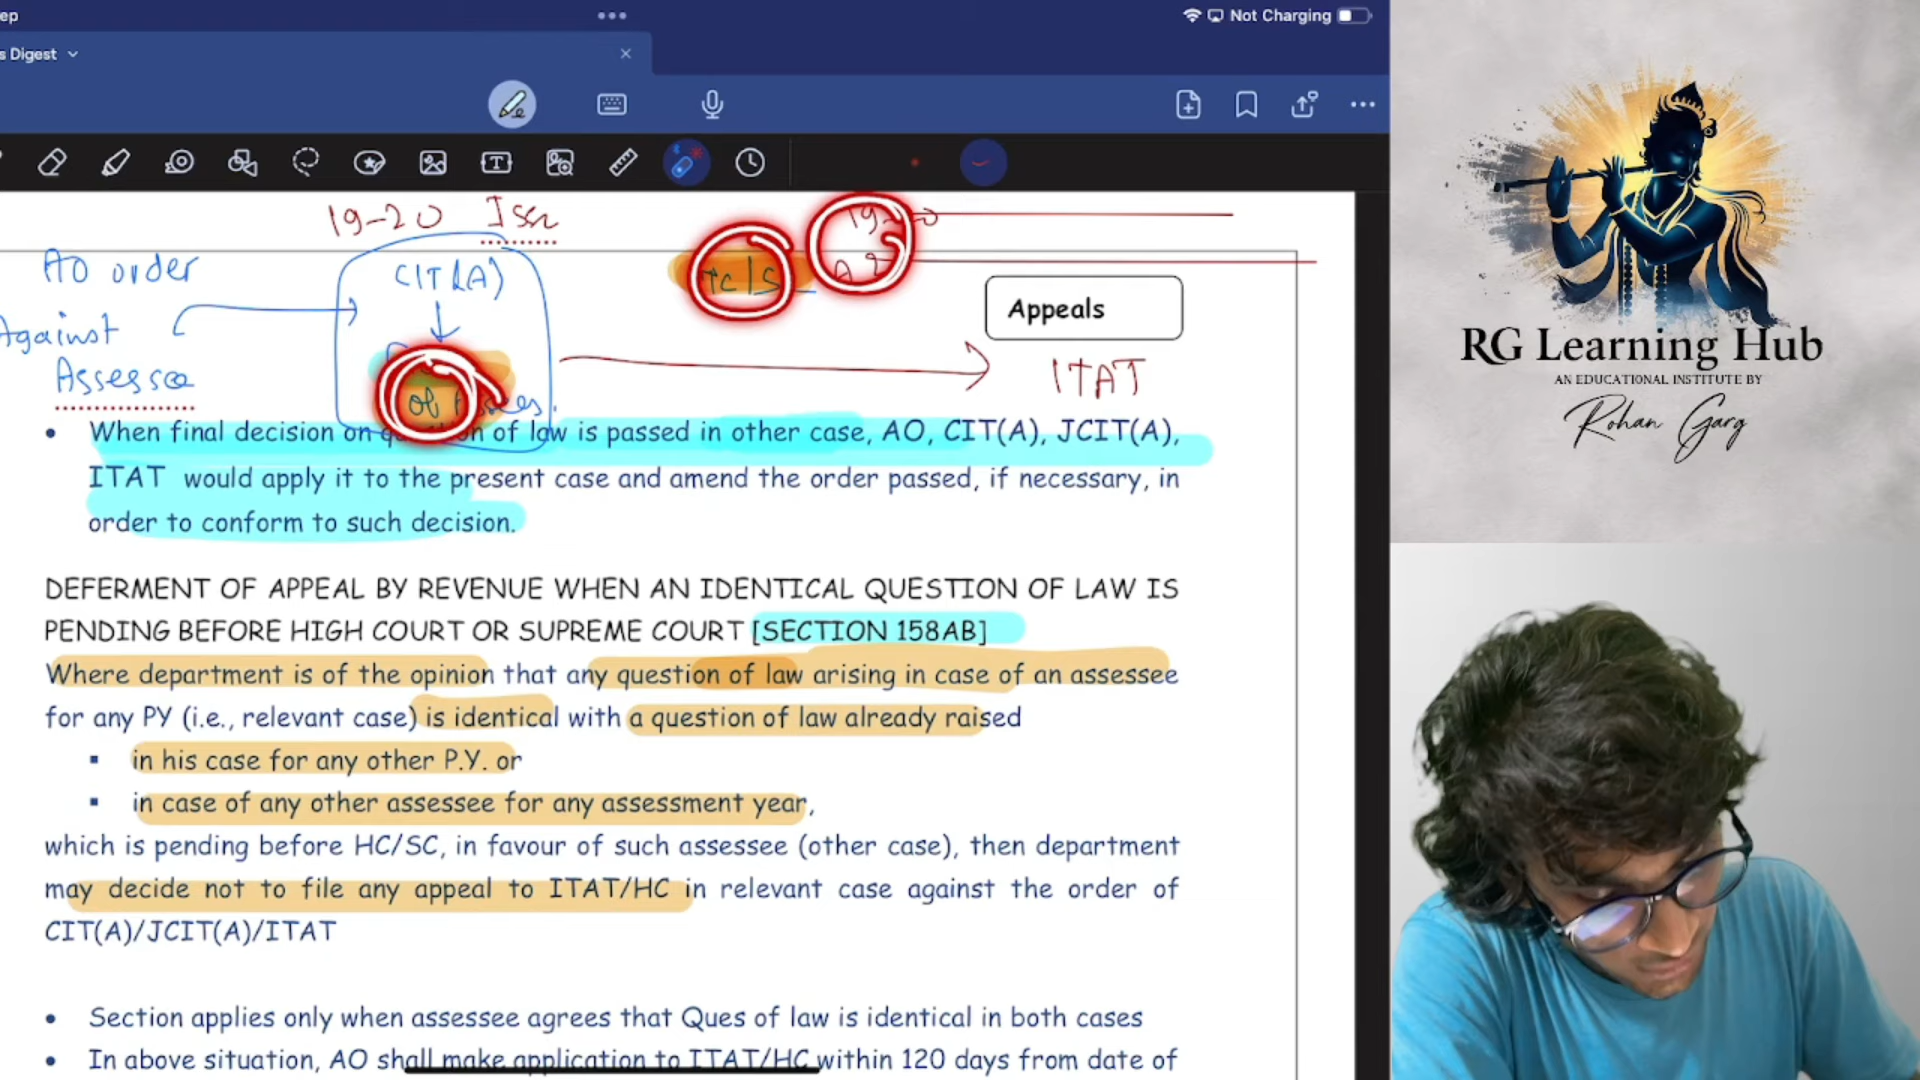 ep
Not Charging
s Digest
19-20
AO order
CIT(A)
Against
Assessee
Appeals
ITAT
• When final decision on question of law is passed in other case, AO, CIT(A), JCIT(A),
ITAT would apply it to the present case and amend the order passed, if necessary, in
order to conform to such decision.
DEFERMENT OF APPEAL BY REVENUE WHEN AN IDENTICAL QUESTION OF LAW IS
PENDING BEFORE HIGH COURT OR SUPREME COURT [SECTION 158AB]
Where department is of the opinion that any question of law arising in case of an assessee
for any PY (i.e., relevant case) is identical with a question of law already raised
▪ in his case for any other P.Y. or
▪ in case of any other assessee for any assessment year,
which is pending before HC/SC, in favour of such assessee (other case), then department
may decide not to file any appeal to ITAT/HC in relevant case against the order of
CIT(A)/JCIT(A)/ITAT
• Section applies only when assessee agrees that Ques of law is identical in both cases
• In above situation, AO shall make application to ITAT/HC within 120 days from date of
RG Learning Hub
AN EDUCATIONAL INSTITUTE BY
Rohan Garg